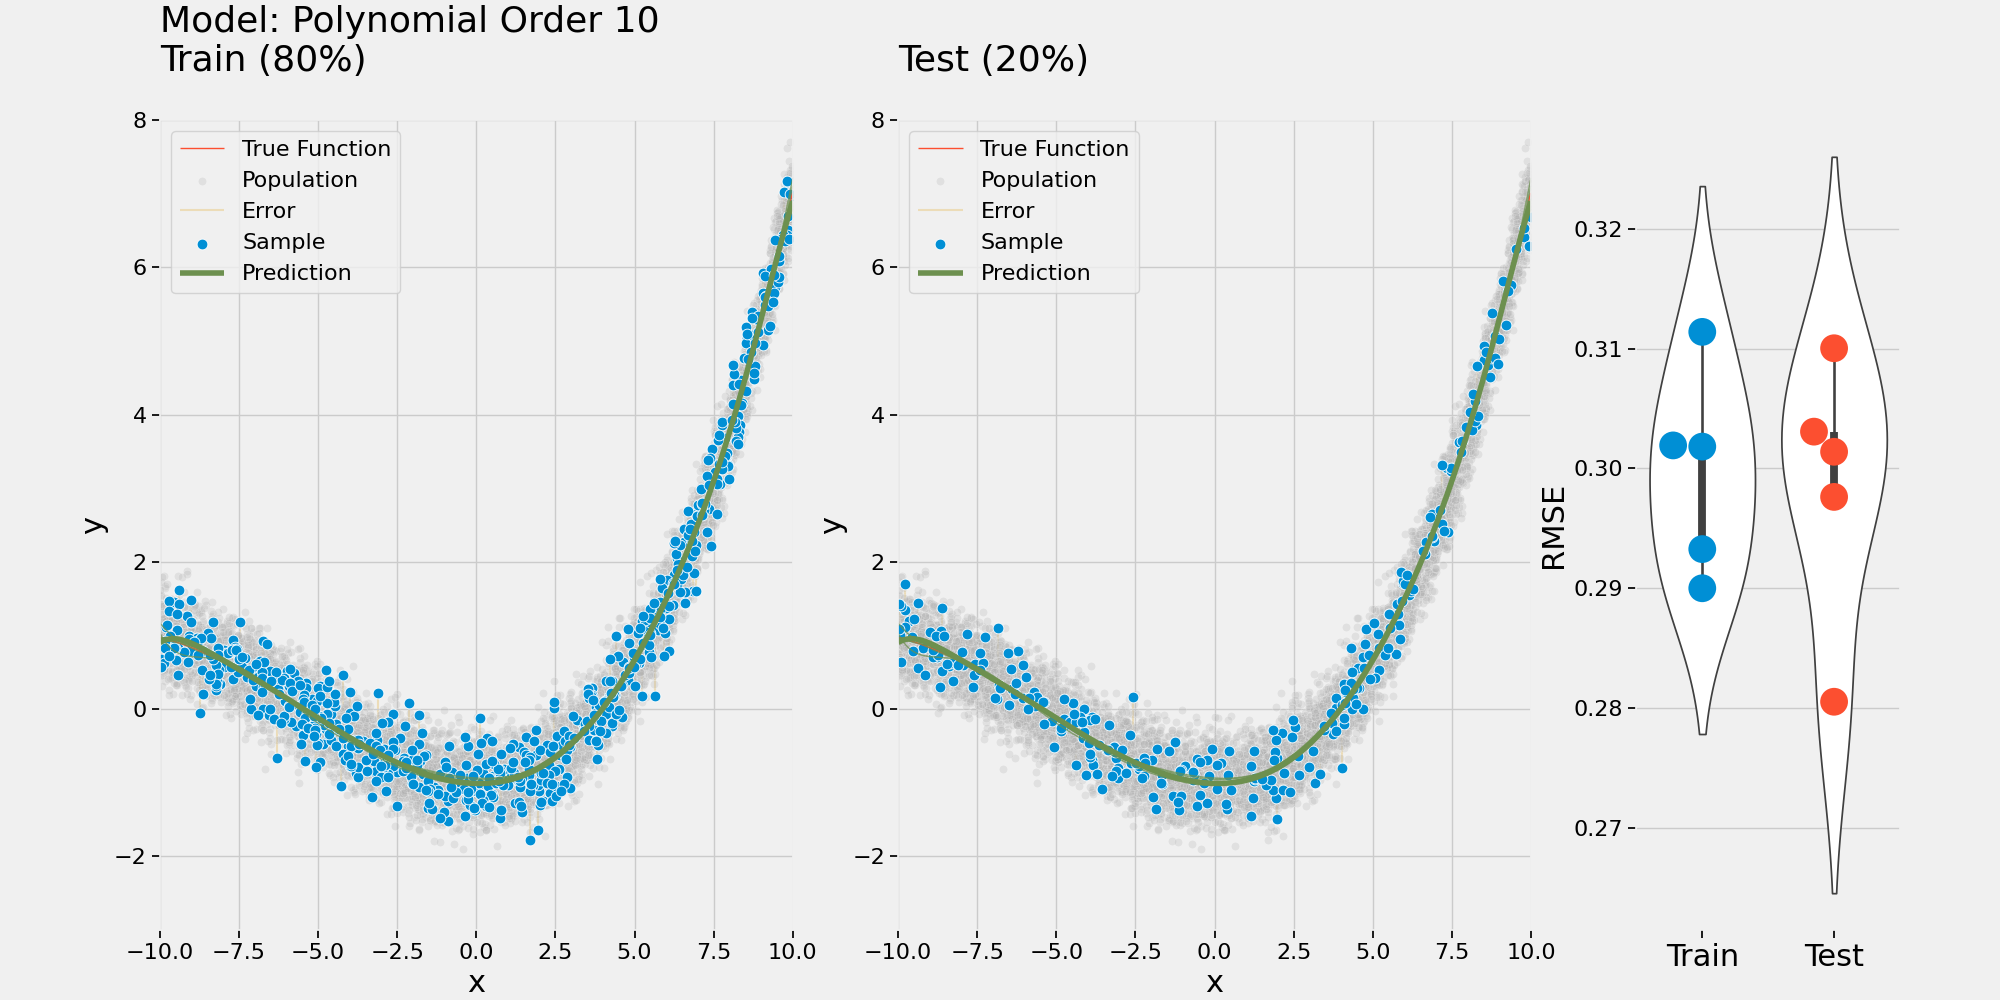 Model: Polynomial Order 10
Train (80%)
Test (20%)
8
6
4
2
0
−2
y
True Function
Population
Error
Sample
Prediction
−10.0 −7.5 −5.0 −2.5 0.0 2.5 5.0 7.5 10.0
x
8
6
4
2
0
−2
y
True Function
Population
Error
Sample
Prediction
−10.0 −7.5 −5.0 −2.5 0.0 2.5 5.0 7.5 10.0
x
0.32
0.31
0.30
0.29
0.28
0.27
RMSE
Train Test